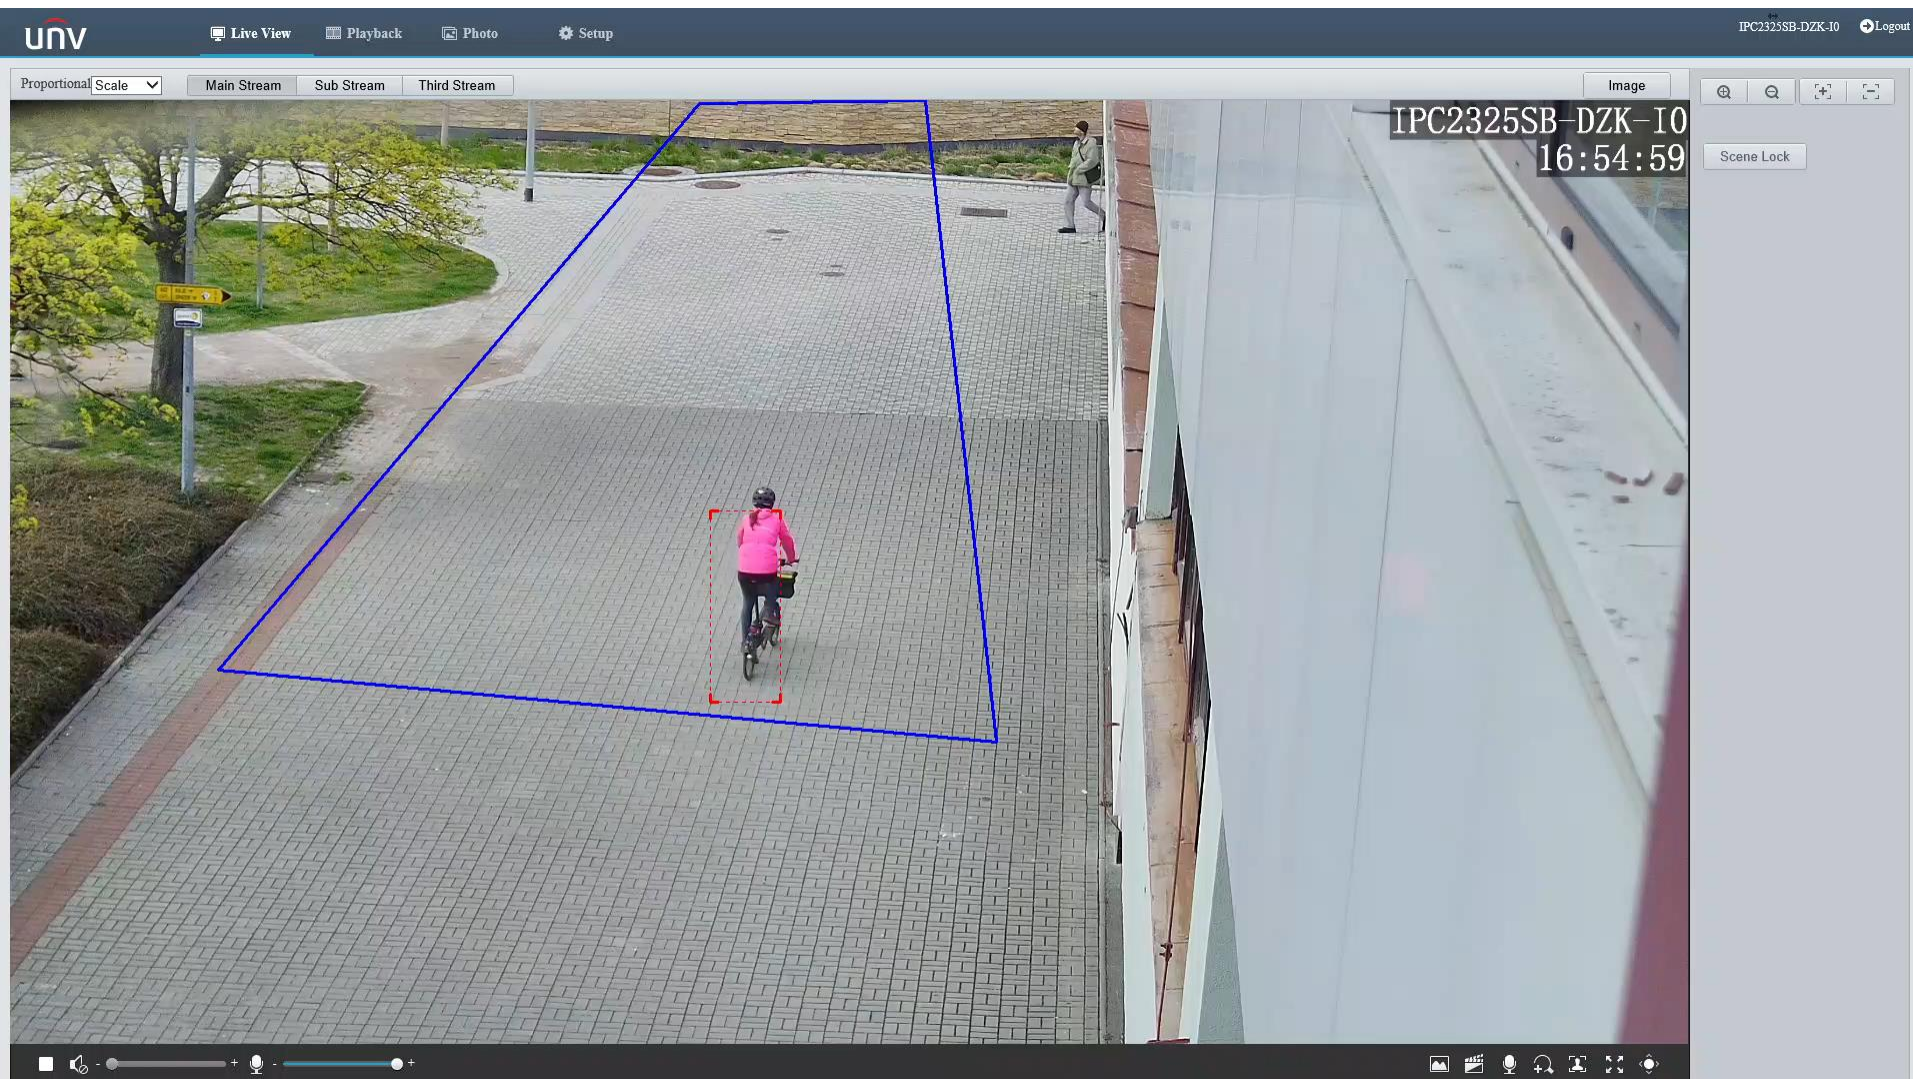 unv
Live View
Playback
Photo
Setup
IPC2325SB-DZK-I0
Logout
Proportional
Scale
Main Stream
Sub Stream
Third Stream
Image
IPC2325SB-DZK-I0
16:54:59
Scene Lock
- +
- +